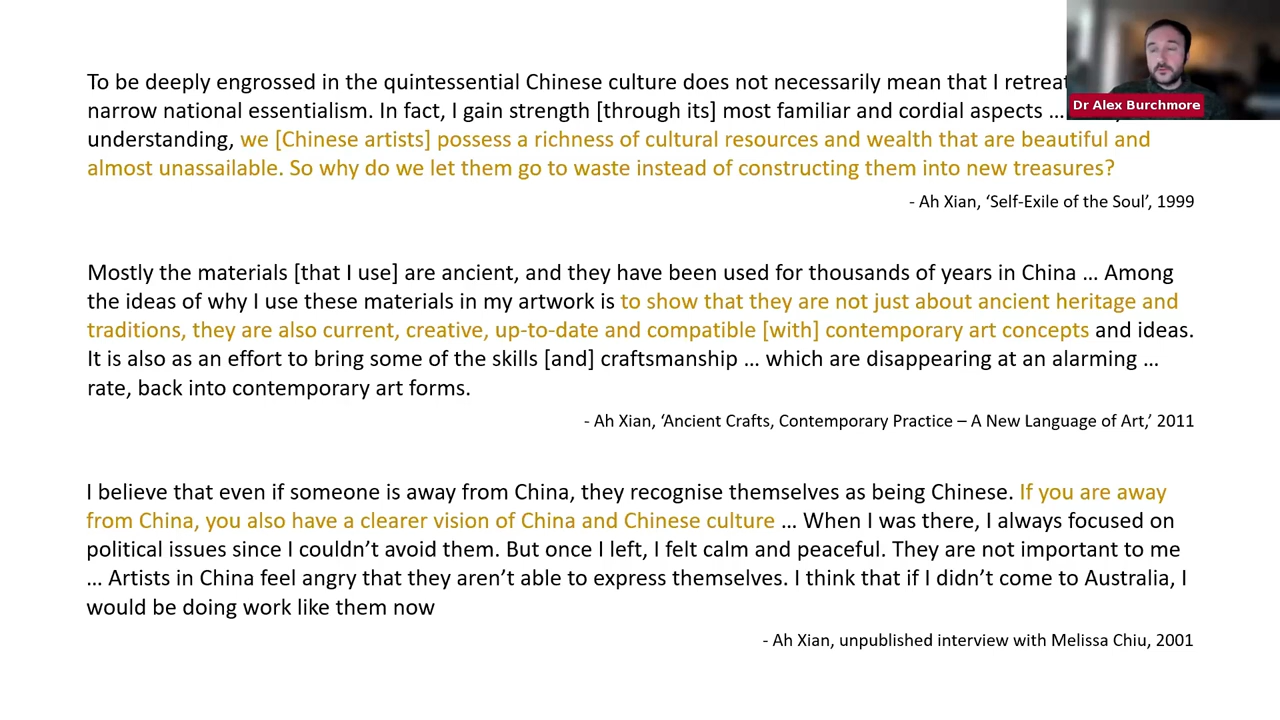 To be deeply engrossed in the quintessential Chinese culture does not necessarily mean that I retreat
narrow national essentialism. In fact, I gain strength [through its] most familiar and cordial aspects …
understanding, we [Chinese artists] possess a richness of cultural resources and wealth that are beautiful and
almost unassailable. So why do we let them go to waste instead of constructing them into new treasures?
- Ah Xian, ‘Self-Exile of the Soul’, 1999
Mostly the materials [that I use] are ancient, and they have been used for thousands of years in China … Among
the ideas of why I use these materials in my artwork is to show that they are not just about ancient heritage and
traditions, they are also current, creative, up-to-date and compatible [with] contemporary art concepts and ideas.
It is also as an effort to bring some of the skills [and] craftsmanship … which are disappearing at an alarming …
rate, back into contemporary art forms.
- Ah Xian, ‘Ancient Crafts, Contemporary Practice – A New Language of Art,’ 2011
I believe that even if someone is away from China, they recognise themselves as being Chinese. If you are away
from China, you also have a clearer vision of China and Chinese culture … When I was there, I always focused on
political issues since I couldn’t avoid them. But once I left, I felt calm and peaceful. They are not important to me
… Artists in China feel angry that they aren’t able to express themselves. I think that if I didn’t come to Australia, I
would be doing work like them now
- Ah Xian, unpublished interview with Melissa Chiu, 2001
Dr Alex Burchmore